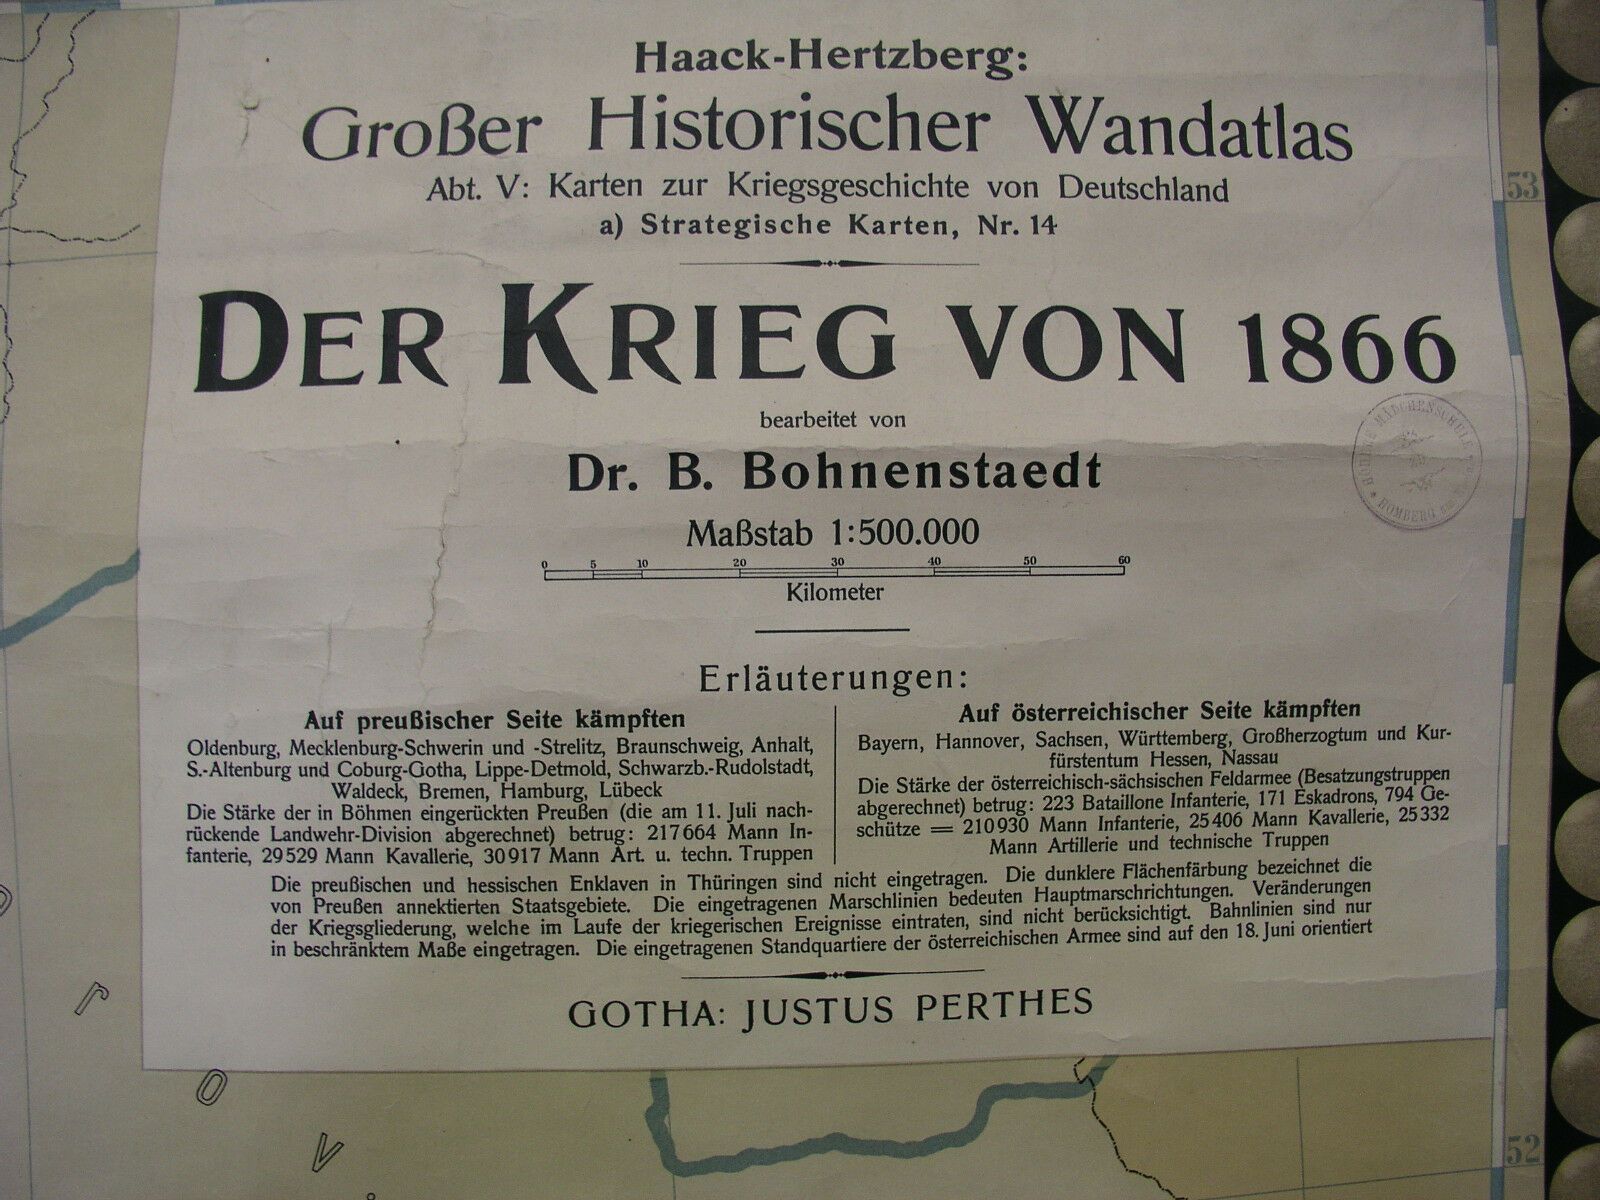 Haack-Hertzberg:
Großer Historischer Wandatlas
Abt. V: Karten zur Kriegsgeschichte von Deutschland
a) Strategische Karten, Nr. 14
DER KRIEG VON 1866
bearbeitet von
Dr. B. Bohnenstaedt
Maßstab 1:500.000
0 5 10 20 30 40 50 60
Kilometer
MÄDCHENSCHULE
HOMBERG
Erläuterungen:
Auf preußischer Seite kämpften
Oldenburg, Mecklenburg-Schwerin und -Strelitz, Braunschweig, Anhalt,
S.-Altenburg und Coburg-Gotha, Lippe-Detmold, Schwarzb.-Rudolstadt,
Waldeck, Bremen, Hamburg, Lübeck
Die Stärke der in Böhmen eingerückten Preußen (die am 11. Juli nach-
rückende Landwehr-Division abgerechnet) betrug: 217664 Mann In-
fanterie, 29529 Mann Kavallerie, 30917 Mann Art. u. techn. Truppen
Auf österreichischer Seite kämpften
Bayern, Hannover, Sachsen, Württemberg, Großherzogtum und Kur-
fürstentum Hessen, Nassau
Die Stärke der österreichisch-sächsischen Feldarmee (Besatzungstruppen
abgerechnet) betrug: 223 Bataillone Infanterie, 171 Eskadrons, 794 Ge-
schütze = 210930 Mann Infanterie, 25406 Mann Kavallerie, 25332
Mann Artillerie und technische Truppen
Die preußischen und hessischen Enklaven in Thüringen sind nicht eingetragen. Die dunklere Flächenfärbung bezeichnet die
von Preußen annektierten Staatsgebiete. Die eingetragenen Marschlinien bedeuten Hauptmarschrichtungen. Veränderungen
der Kriegsgliederung, welche im Laufe der kriegerischen Ereignisse eintraten, sind nicht berücksichtigt. Bahnlinien sind nur
in beschränktem Maße eingetragen. Die eingetragenen Standquartiere der österreichischen Armee sind auf den 18. Juni orientiert
GOTHA: JUSTUS PERTHES
53
52
O
V